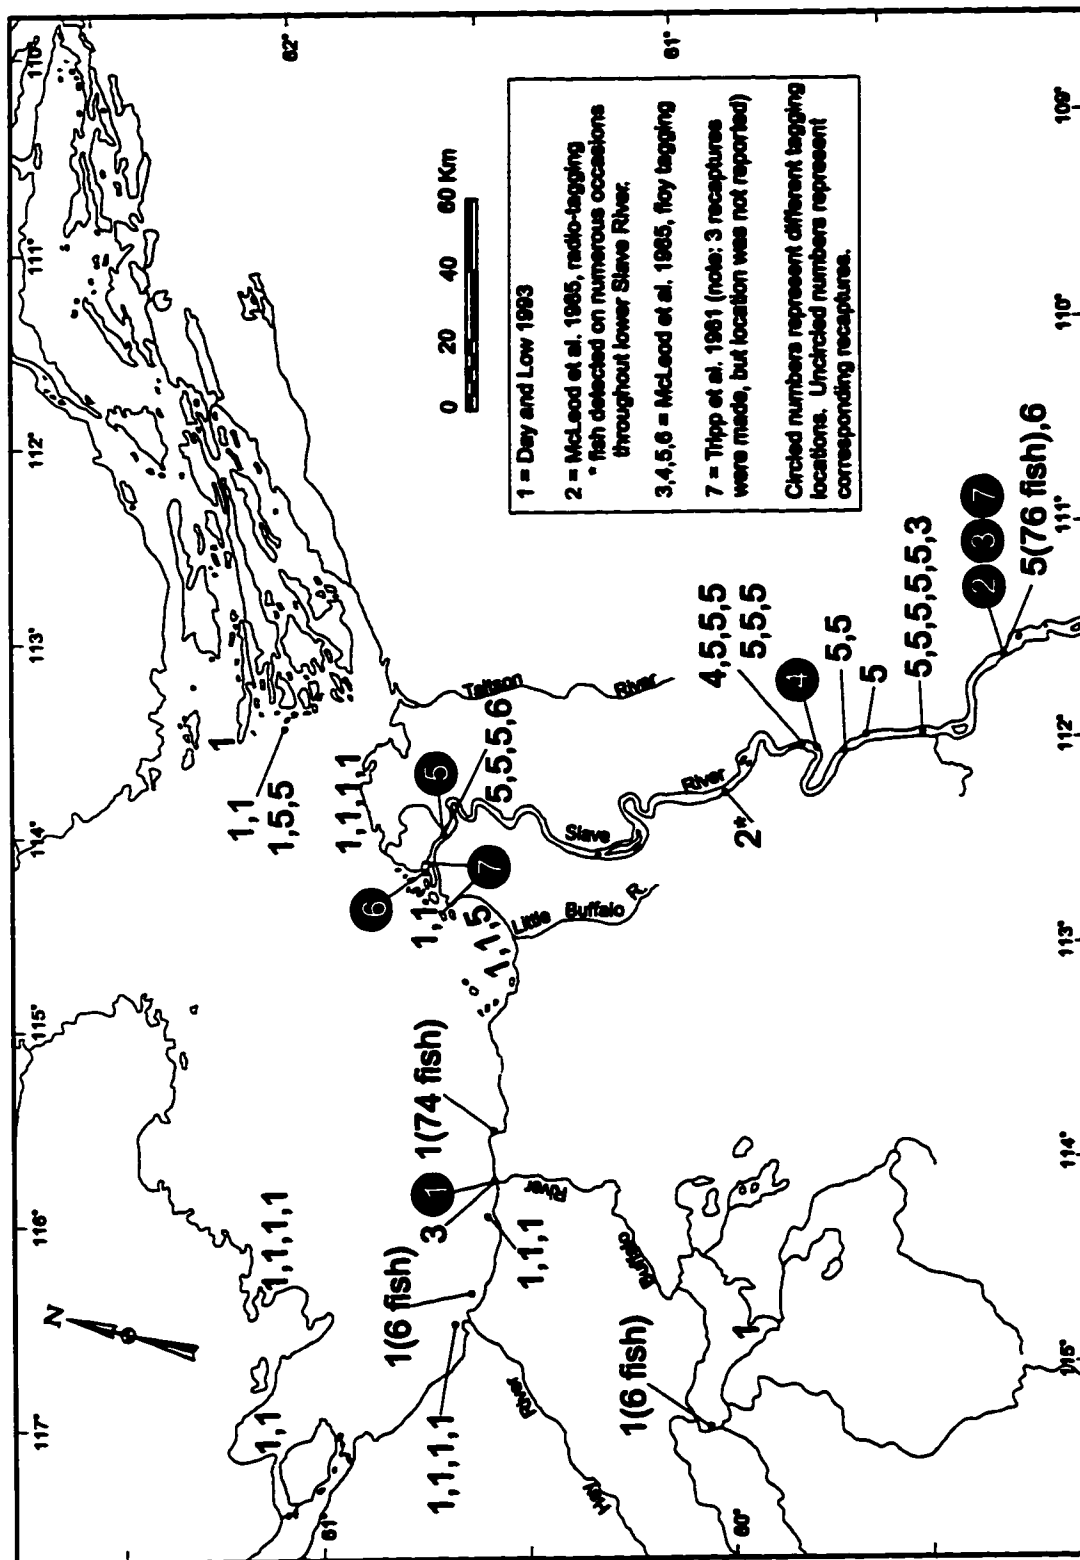 117°
116°
115°
114°
113°
112°
111°
110°
62°
61°
61°
60°
115°
114°
113°
112°
111°
110°
109°
N
0 20 40 60 Km
1 = Day and Low 1993
2 = McLeod et al. 1985, radio-tagging
* fish detected on numerous occasions
throughout lower Slave River.
3,4,5,6 = McLeod et al. 1985, floy tagging
7 = Tripp et al. 1981 (note: 3 recaptures
were made, but location was not reported)
Circled numbers represent different tagging
locations. Uncircled numbers represent
corresponding recaptures.
1,1
1,1,1,1
1,1,1,1
1(6 fish)
3
1
1(74 fish)
1,1,1
1(6 fish)
1
Hay
River
Buffalo
River
Little Buffalo R.
1,1,5
1,1
6
7
5
1,1,1,1
1,1
1,5,5
1
5,5,5,6
Taltson River
Slave River
2*
4,5,5,5
5,5,5
4
5,5
5
5,5,5,5,5,3
2
3
7
5(76 fish),6